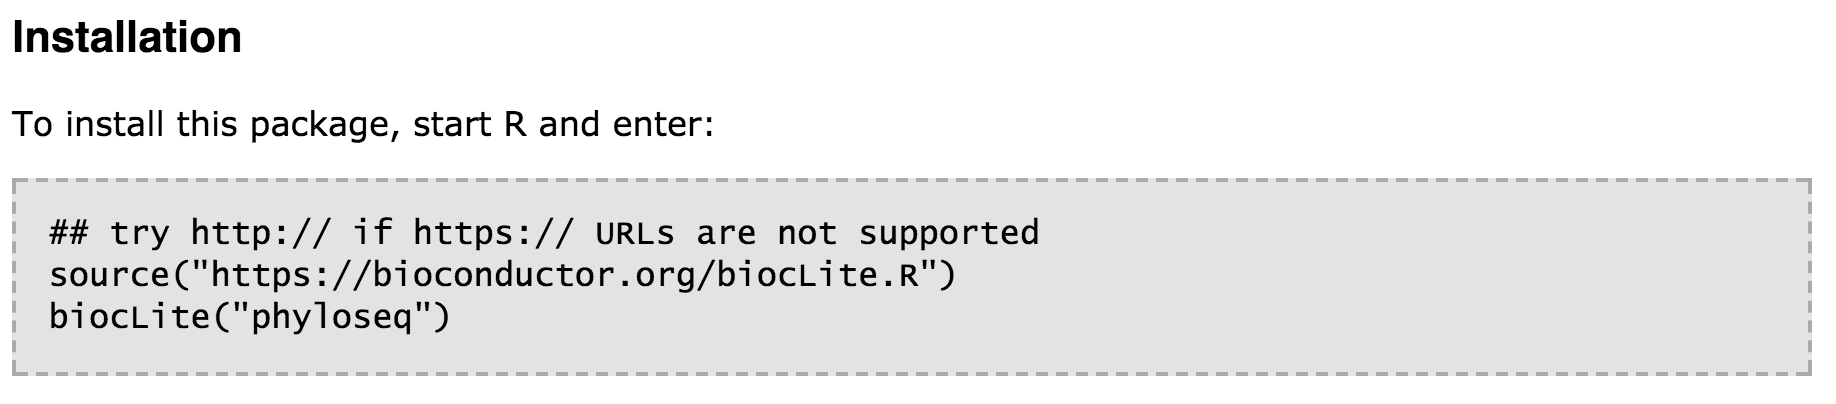 Installation
To install this package, start R and enter:
## try http:// if https:// URLs are not supported
source("https://bioconductor.org/biocLite.R")
biocLite("phyloseq")